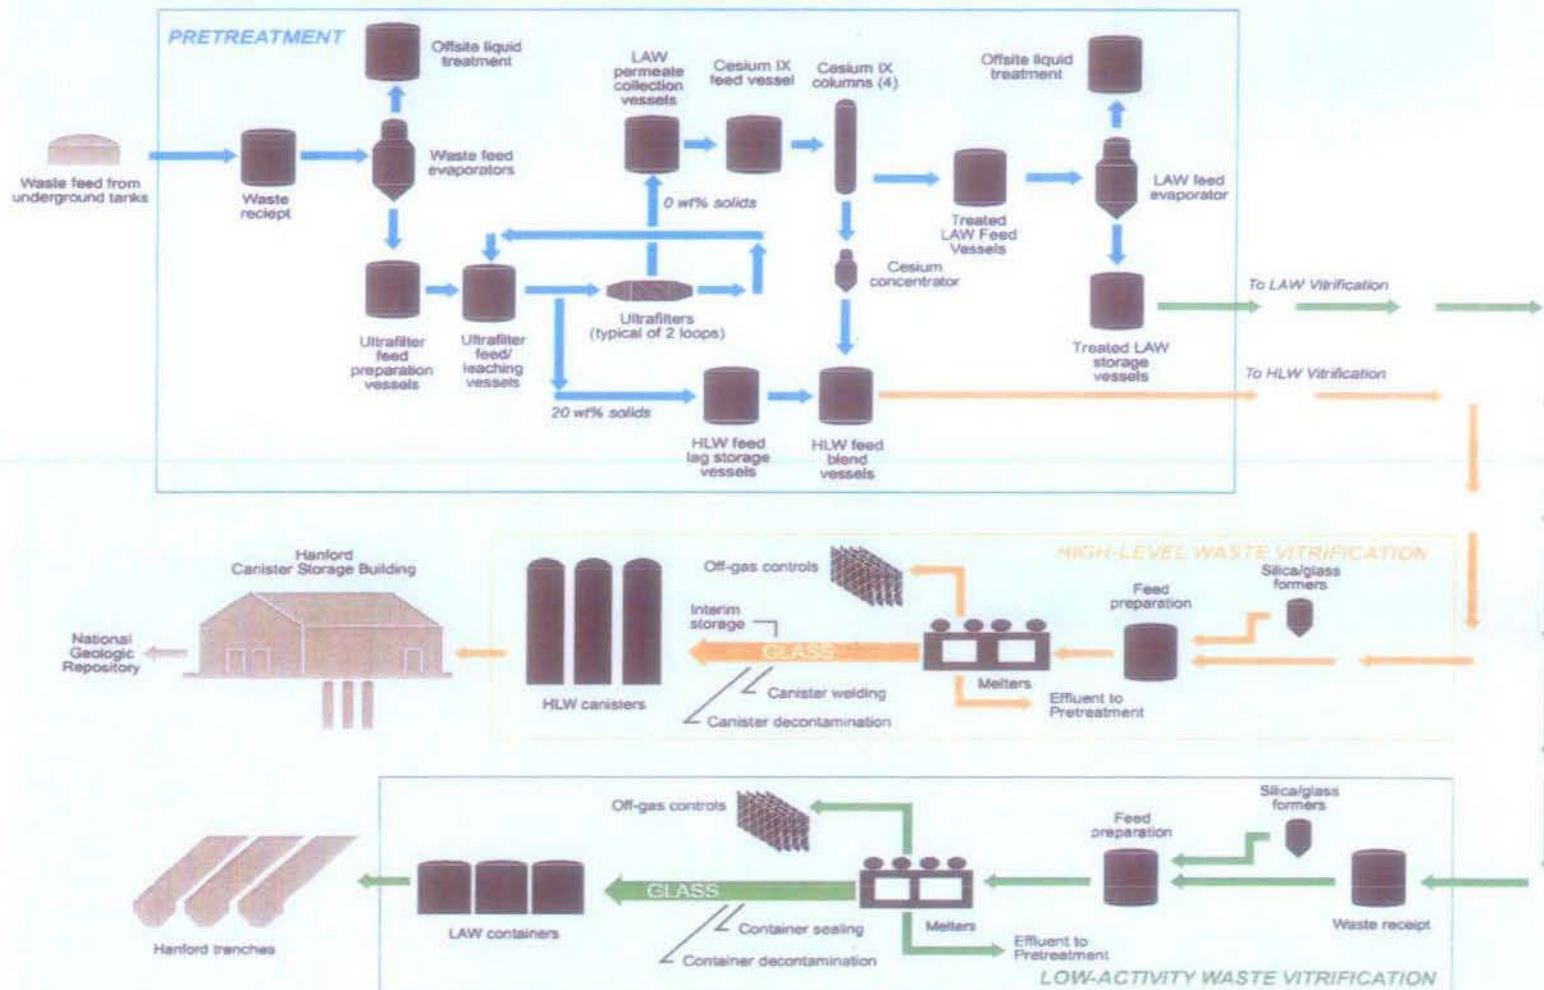 PRETREATMENT
Offsite liquid
treatment
LAW
permeate
collection
vessels
Cesium IX
feed vessel
Cesium IX
columns (4)
Offsite liquid
treatment
Waste feed from
underground tanks
Waste
reciept
Waste feed
evaporators
0 wt% solids
Treated
LAW Feed
Vessels
LAW feed
evaporator
Cesium
concentrator
Ultrafilter
feed
preparation
vessels
Ultrafilter
feed/
leaching
vessels
Ultrafilters
(typical of 2 loops)
20 wt% solids
HLW feed
lag storage
vessels
HLW feed
blend
vessels
Treated LAW
storage
vessels
To LAW Vitrification
To HLW Vitrification
HIGH-LEVEL WASTE VITRIFICATION
Hanford
Canister Storage Building
National
Geologic
Repository
HLW canisters
Off-gas controls
Interim
storage
GLASS
Canister welding
Canister decontamination
Melters
Effluent to
Pretreatment
Feed
preparation
Silica/glass
formers
Hanford trenches
LAW containers
Off-gas controls
GLASS
Container sealing
Container decontamination
Melters
Effluent to
Pretreatment
Feed
preparation
Silica/glass
formers
Waste receipt
LOW-ACTIVITY WASTE VITRIFICATION